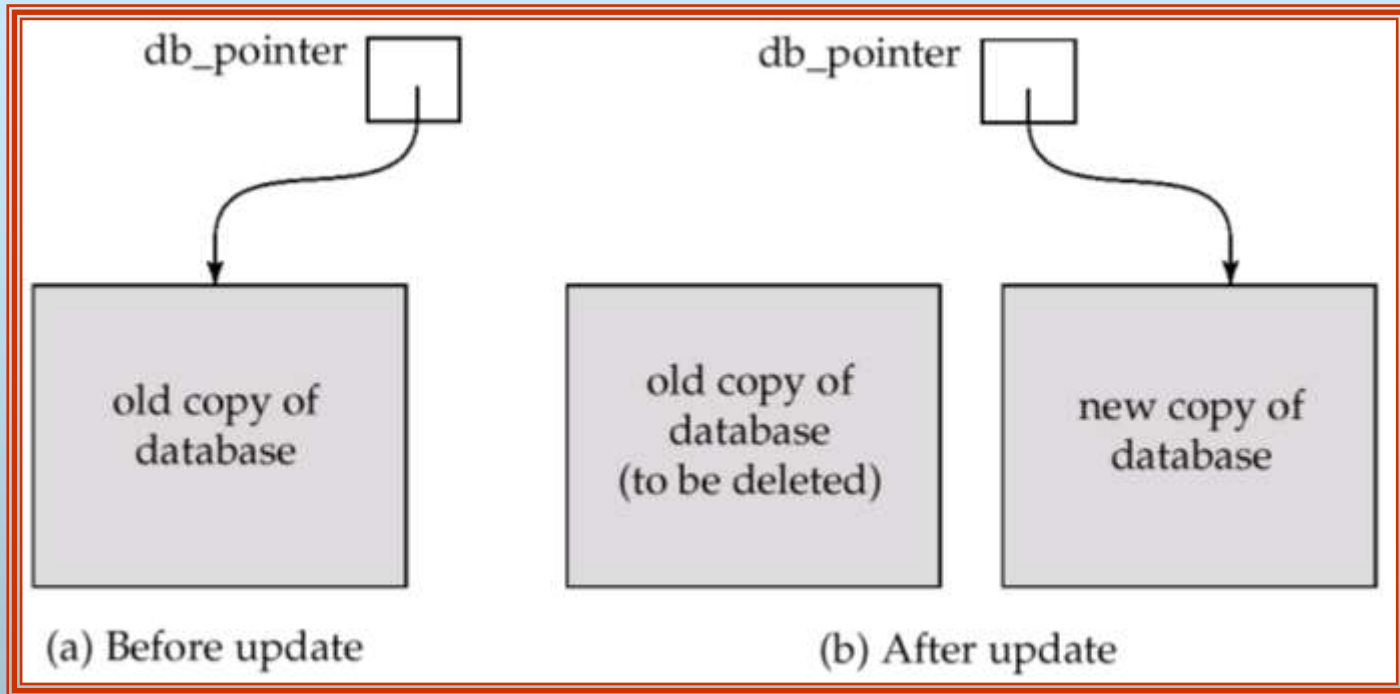 db_pointer
old copy of
database
(a) Before update
db_pointer
old copy of
database
(to be deleted)
new copy of
database
(b) After update